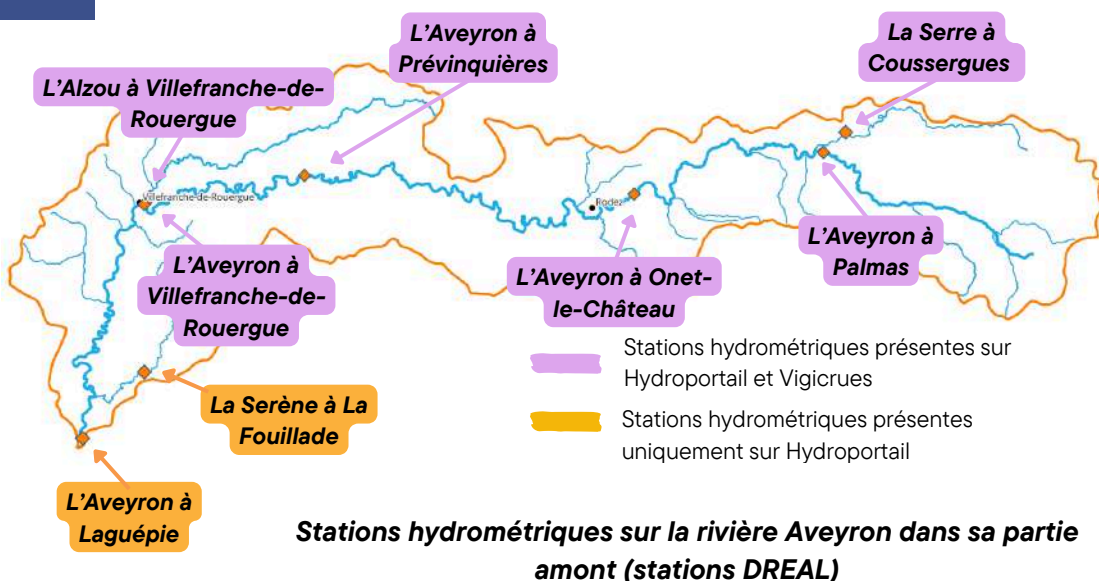 L'Aveyron à
Prévinquières
La Serre à
Coussergues
L'Alzou à Villefranche-de-
Rouergue
Villefranche-de-Rouergue
Rodez
L'Aveyron à
Villefranche-de-
Rouergue
L'Aveyron à Onet-
le-Château
L'Aveyron à
Palmas
Stations hydrométriques présentes sur
Hydroportail et Vigicrues
La Serène à La
Fouillade
Stations hydrométriques présentes
uniquement sur Hydroportail
L'Aveyron à
Laguépie
Stations hydrométriques sur la rivière Aveyron dans sa partie
amont (stations DREAL)